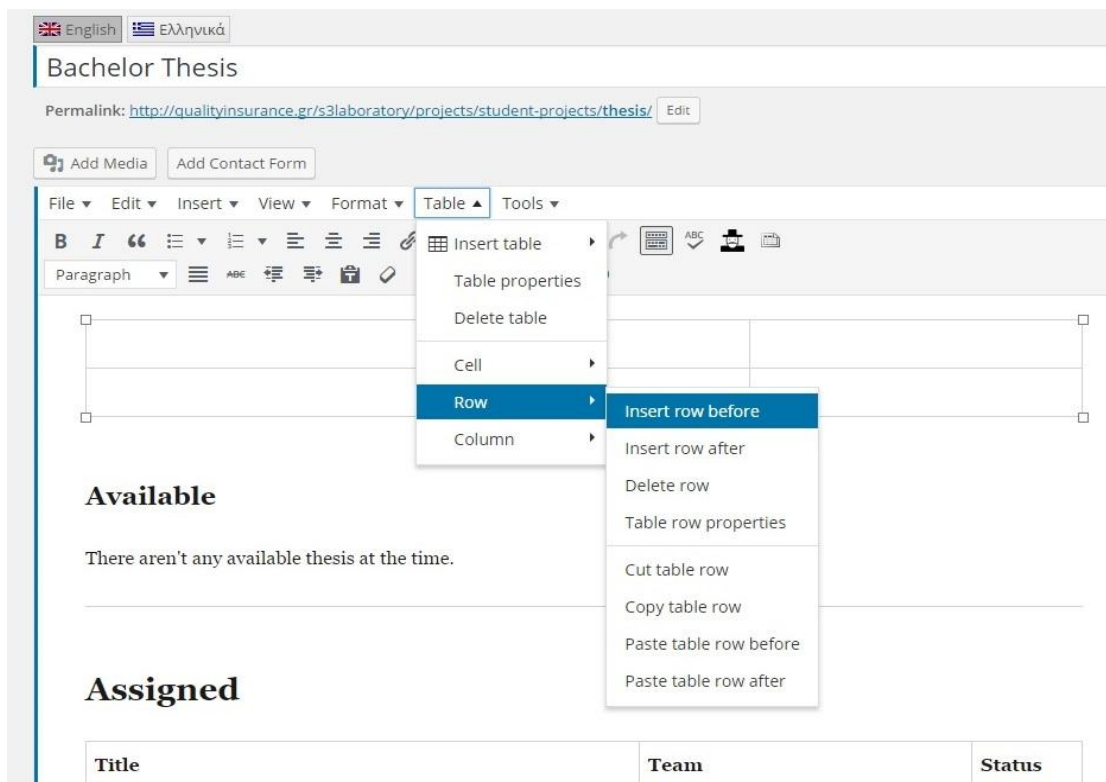 English Ελληνικά
Bachelor Thesis
Permalink: http://qualityinsurance.gr/s3laboratory/projects/student-projects/thesis/ Edit
Add Media Add Contact Form
File Edit Insert View Format Table Tools
B I ABC
Paragraph ABE
Insert table
Table properties
Delete table
Cell
Row
Column
Insert row before
Insert row after
Delete row
Table row properties
Cut table row
Copy table row
Paste table row before
Paste table row after
Available
There aren't any available thesis at the time.
Assigned
Title Team Status